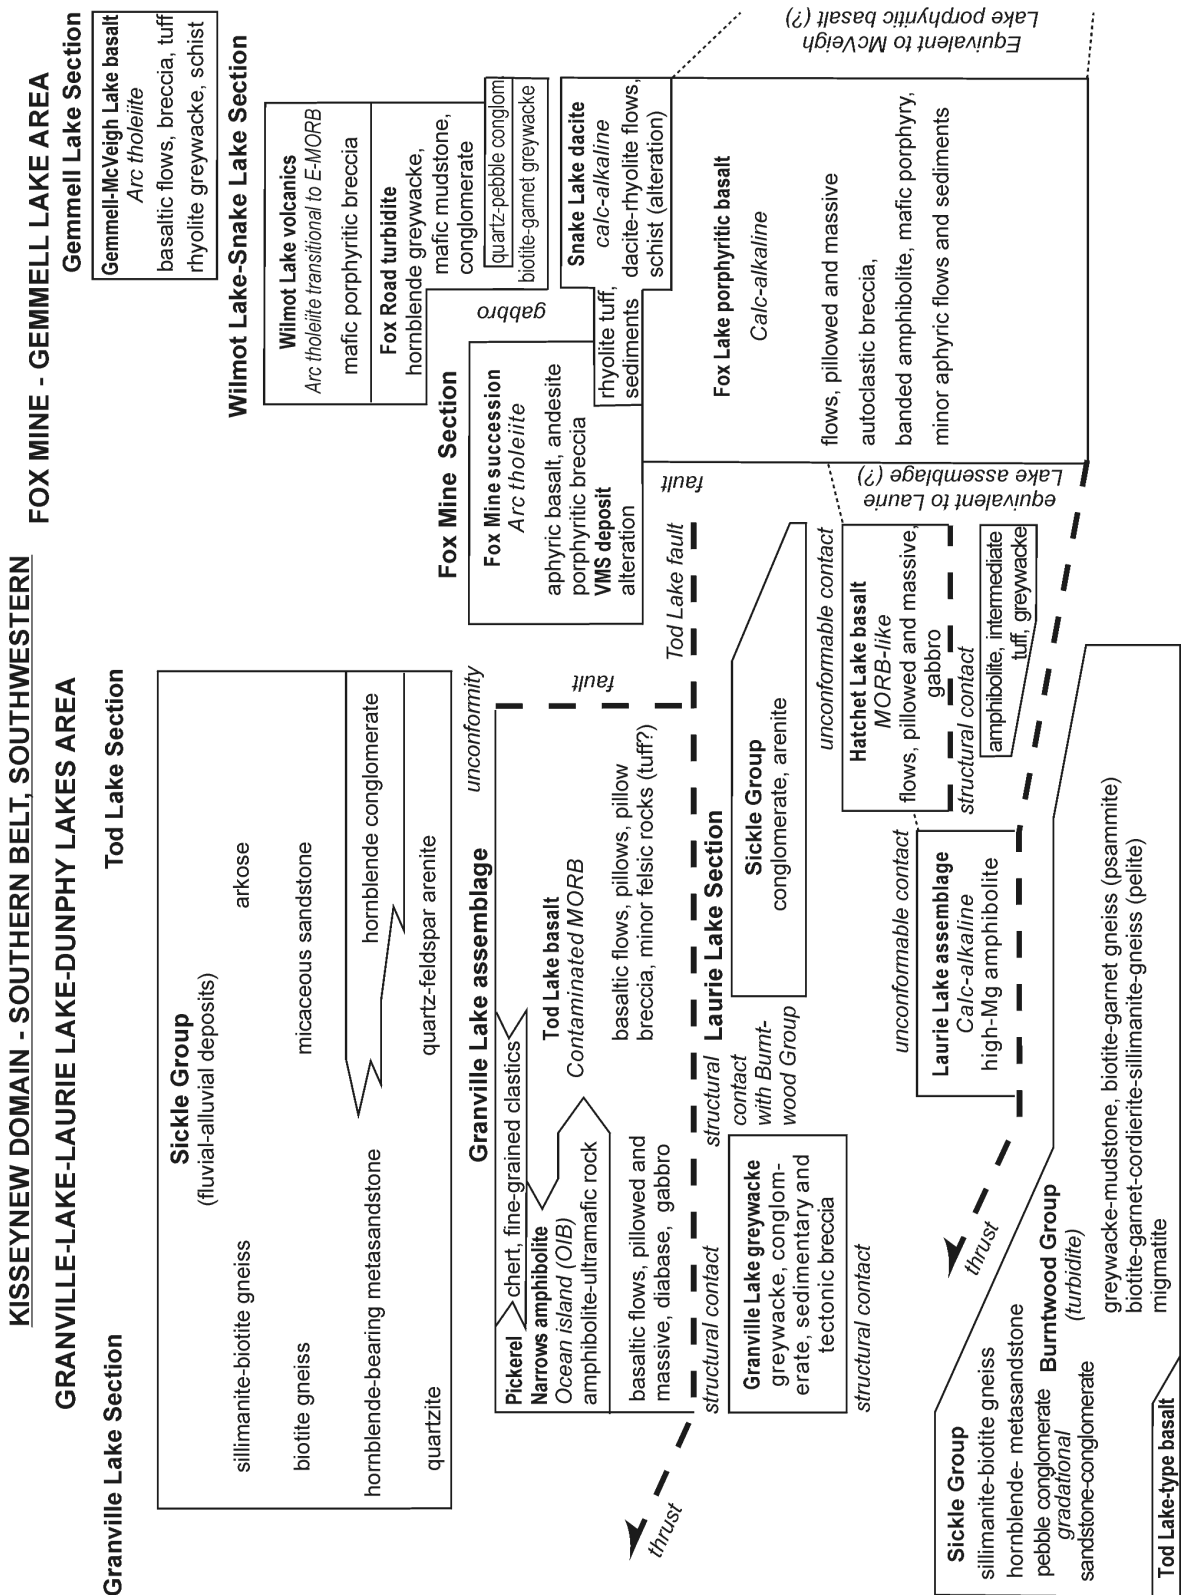 KISSEYNEW DOMAIN - SOUTHERN BELT, SOUTHWESTERN
GRANVILLE-LAKE-LAURIE LAKE-DUNPHY LAKES AREA
FOX MINE - GEMMELL LAKE AREA
Granville Lake Section
Tod Lake Section
Sickle Group
(fluvial-alluvial deposits)
sillimanite-biotite gneiss
arkose
biotite gneiss
micaceous sandstone
hornblende-bearing metasandstone
hornblende conglomerate
quartzite
quartz-feldspar arenite
Granville Lake assemblage
unconformity
Pickerel
Narrows amphibolite
chert, fine-grained clastics
Ocean island (OIB)
amphibolite-ultramafic rock
Tod Lake basalt
Contaminated MORB
basaltic flows, pillowed and
massive, diabase, gabbro
basaltic flows, pillows, pillow
breccia, minor felsic rocks (tuff?)
fault
thrust
structural contact
Granville Lake greywacke
greywacke, conglom-
erate, sedimentary and
tectonic breccia
structural contact
structural
contact
with Burnt-
wood Group
Laurie Lake Section
Tod Lake fault
Sickle Group
conglomerate, arenite
unconformable contact
Hatchet Lake basalt
MORB-like
flows, pillowed and massive,
gabbro
structural contact
amphibolite, intermediate
tuff, greywacke
unconformable contact
Laurie Lake assemblage
Calc-alkaline
high-Mg amphibolite
thrust
Sickle Group
sillimanite-biotite gneiss
hornblende- metasandstone
pebble conglomerate
gradational
sandstone-conglomerate
Burntwood Group
(turbidite)
greywacke-mudstone, biotite-garnet gneiss (psammite)
biotite-garnet-cordierite-sillimanite-gneiss (pelite)
migmatite
Tod Lake-type basalt
Gemmell Lake Section
Gemmell-McVeigh Lake basalt
Arc tholeiite
basaltic flows, breccia, tuff
rhyolite greywacke, schist
Wilmot Lake-Snake Lake Section
Wilmot Lake volcanics
Arc tholeiite transitional to E-MORB
mafic porphyritic breccia
Fox Road turbidite
hornblende greywacke,
mafic mudstone,
conglomerate
quartz-pebble conglom
biotite-garnet greywacke
gabbro
Fox Mine Section
Fox Mine succession
Arc tholeiite
aphyric basalt, andesite
porphyritic breccia
VMS deposit
alteration
fault
Snake Lake dacite
calc-alkaline
dacite-rhyolite flows,
schist (alteration)
rhyolite tuff,
sediments
Fox Lake porphyritic basalt
Calc-alkaline
flows, pillowed and massive
autoclastic breccia,
banded amphibolite, mafic porphyry,
minor aphyric flows and sediments
Equivalent to McVeigh
Lake porphyritic basalt (?)
equivalent to Laurie
Lake assemblage (?)